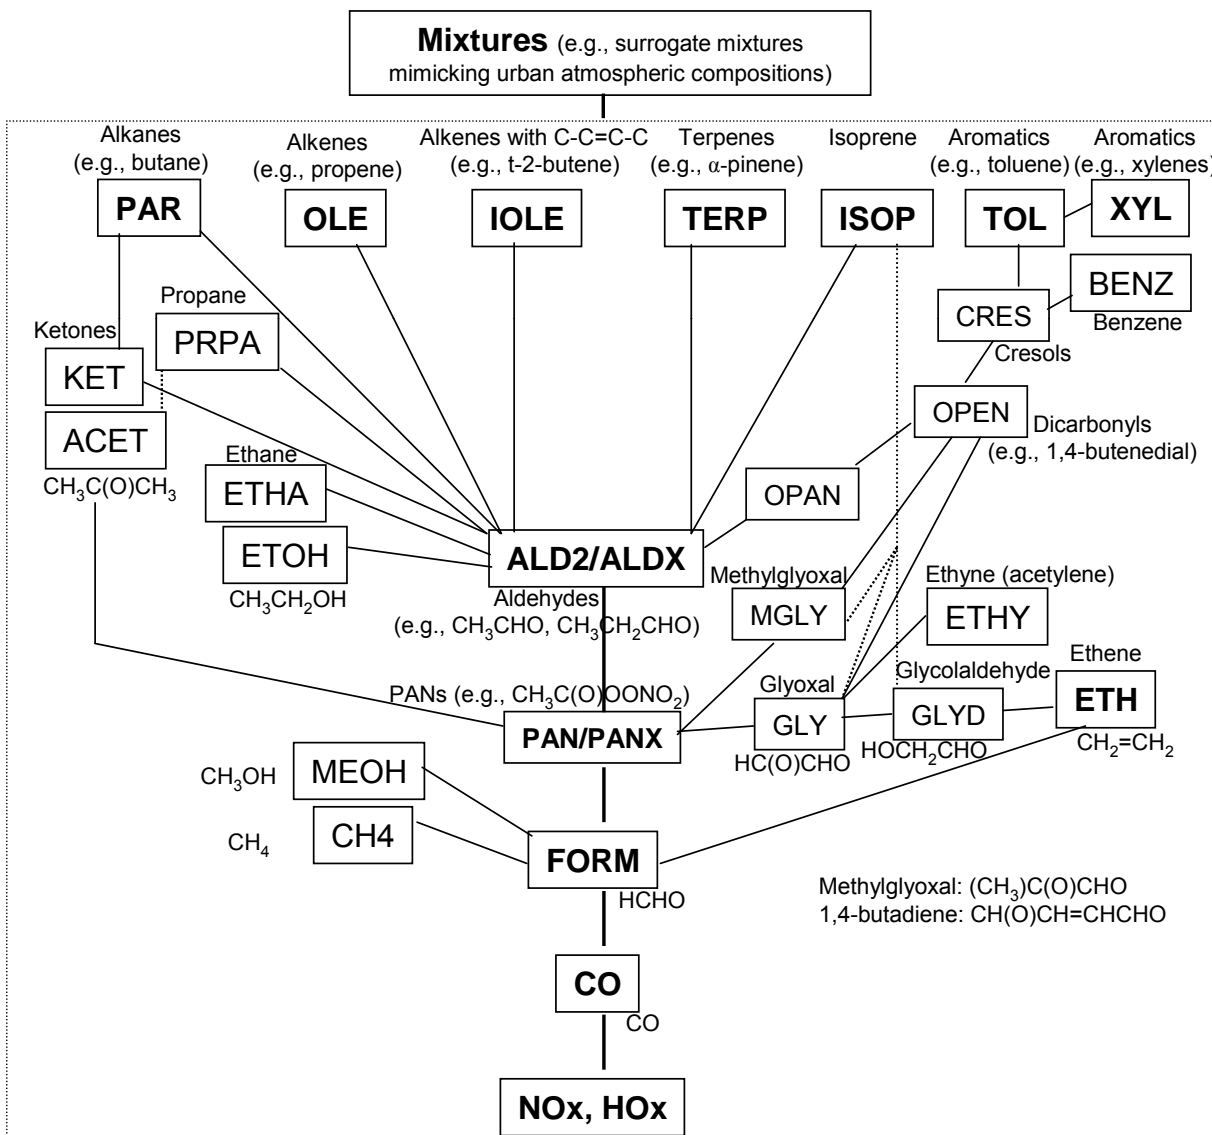 Mixtures (e.g., surrogate mixtures
mimicking urban atmospheric compositions)
Alkanes
(e.g., butane)
Alkenes
(e.g., propene)
Alkenes with C-C=C-C
(e.g., t-2-butene)
Terpenes
(e.g., α-pinene)
Isoprene
Aromatics
(e.g., toluene)
Aromatics
(e.g., xylenes)
PAR
OLE
IOLE
TERP
ISOP
TOL
XYL
Propane
PRPA
Ketones
KET
ACET
CH₃C(O)CH₃
BENZ
Benzene
CRES
Cresols
OPEN
Dicarbonyls
(e.g., 1,4-butenedial)
Ethane
ETHA
ETOH
CH₃CH₂OH
OPAN
ALD2/ALDX
Aldehydes
(e.g., CH₃CHO, CH₃CH₂CHO)
Methylglyoxal
MGLY
Ethyne (acetylene)
ETHY
PANs (e.g., CH₃C(O)OONO₂)
PAN/PANX
Glyoxal
GLY
HC(O)CHO
Glycolaldehyde
GLYD
HOCH₂CHO
Ethene
ETH
CH₂=CH₂
CH₃OH
MEOH
CH₄
CH4
FORM
HCHO
Methylglyoxal: (CH₃)C(O)CHO
1,4-butadiene: CH(O)CH=CHCHO
CO
CO
NOx, HOx